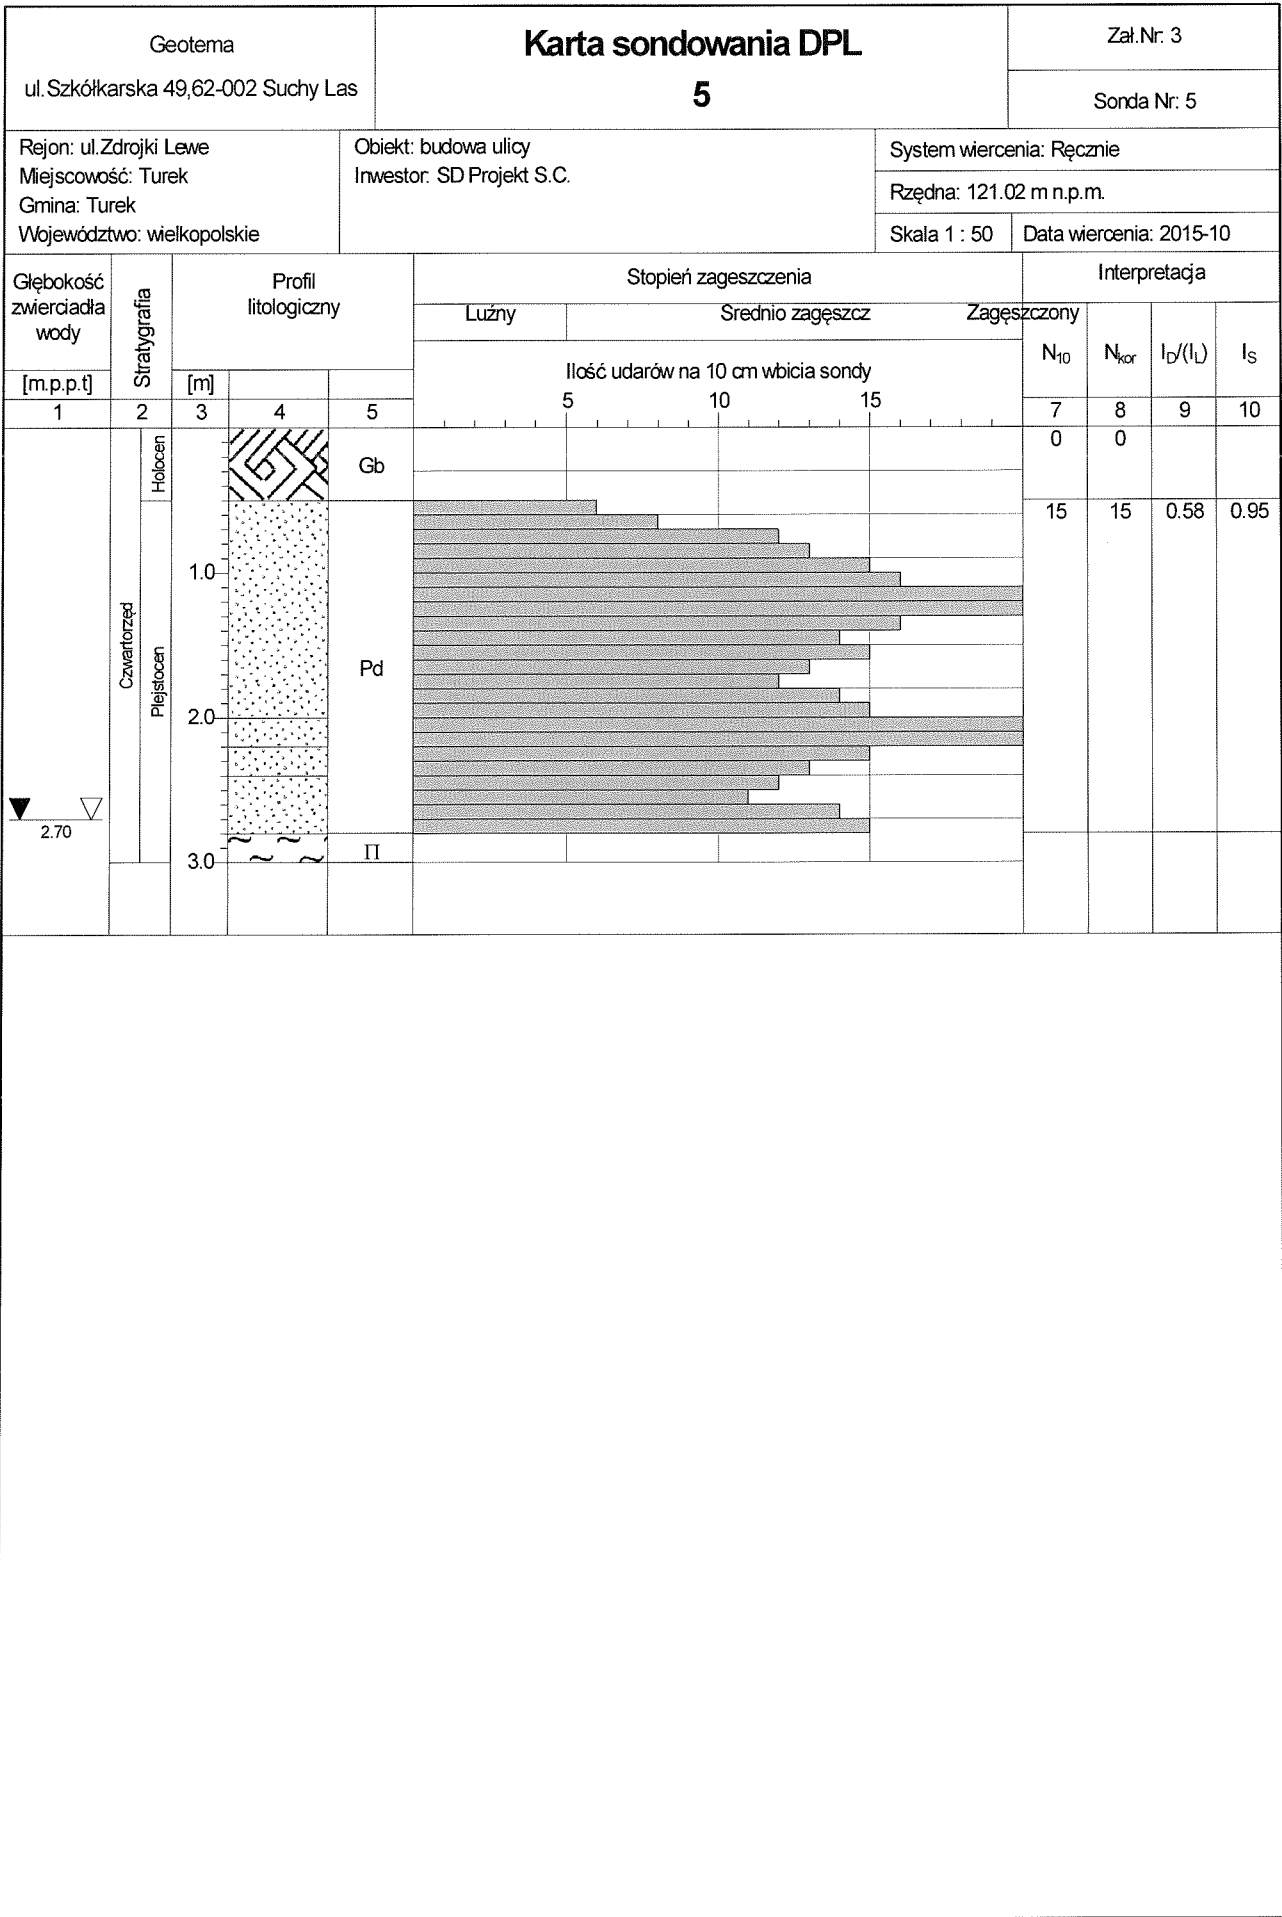 Geotema
ul.Szkółkarska 49,62-002 Suchy Las
Karta sondowania DPL
5
Zał.Nr: 3
Sonda Nr: 5
Rejon: ul.Zdrojki Lewe
Miejscowość: Turek
Gmina: Turek
Województwo: wielkopolskie
Obiekt: budowa ulicy
Inwestor: SD Projekt S.C.
System wiercenia: Ręcznie
Rzędna: 121.02 m n.p.m.
Skala 1 : 50
Data wiercenia: 2015-10
Głębokość
zwierciadła
wody
[m.p.p.t]
Stratygrafia
Profil
litologiczny
[m]
Stopień zageszczenia
Luźny
Srednio zagęszcz
Zagęszczony
Ilość udarów na 10 cm wbicia sondy
5 10 15
Interpretacja
N10 Nkor ID/(IL) IS
1 2 3 4 5 7 8 9 10
Holocen
Gb
0 0
Czwartorzęd
Plejstocen
Pd
15 15 0.58 0.95
1.0
2.0
2.70
3.0
Π